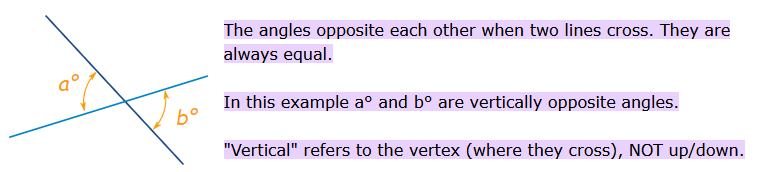 a°
b°
The angles opposite each other when two lines cross. They are
always equal.
In this example a° and b° are vertically opposite angles.
"Vertical" refers to the vertex (where they cross), NOT up/down.